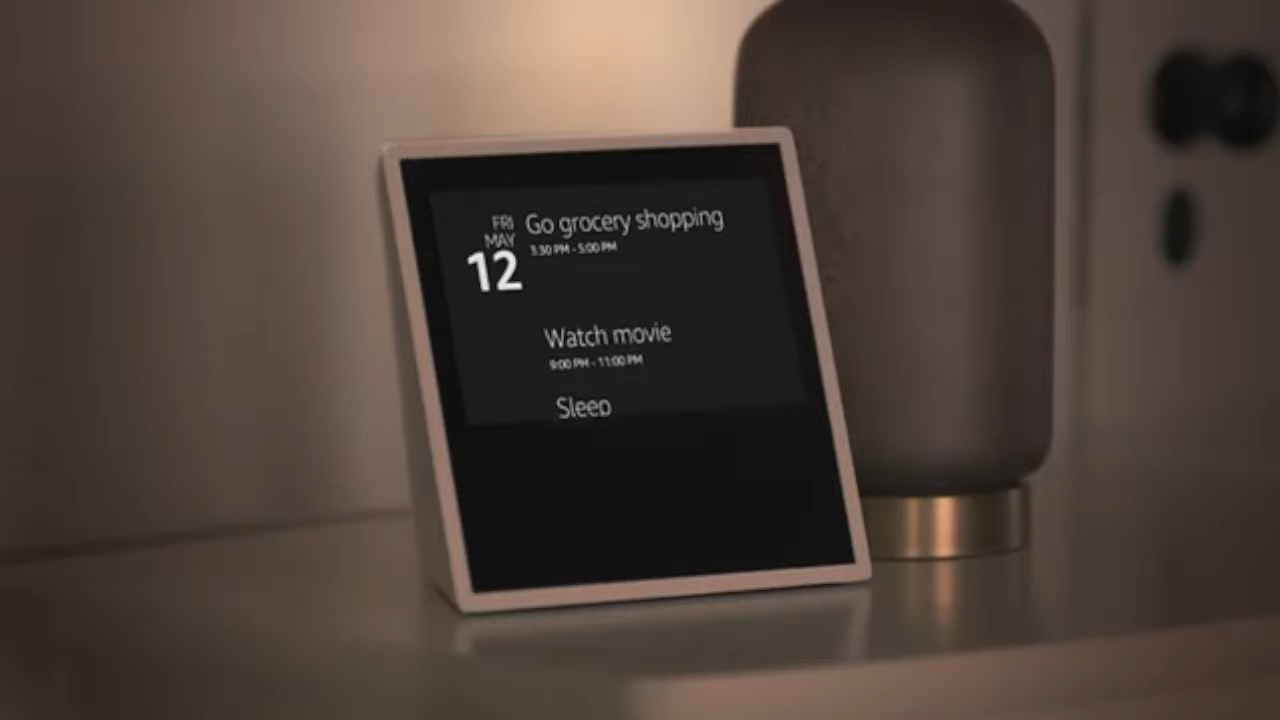 FRI
MAY
12
Go grocery shopping
3:30 PM - 5:00 PM
Watch movie
9:00 PM - 11:00 PM
Sleep